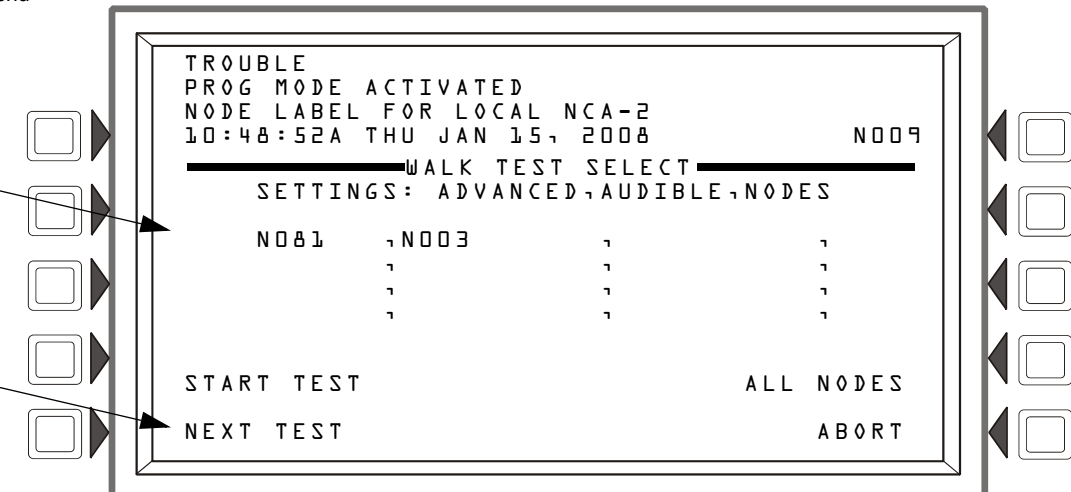 TROUBLE
PROG MODE ACTIVATED
NODE LABEL FOR LOCAL NCA-2
10:48:52A THU JAN 15, 2008 N009
WALK TEST SELECT
SETTINGS: ADVANCED,AUDIBLE,NODES
N081 ,N003 , ,
, , ,
, , ,
, , ,
START TEST ALL NODES
NEXT TEST ABORT